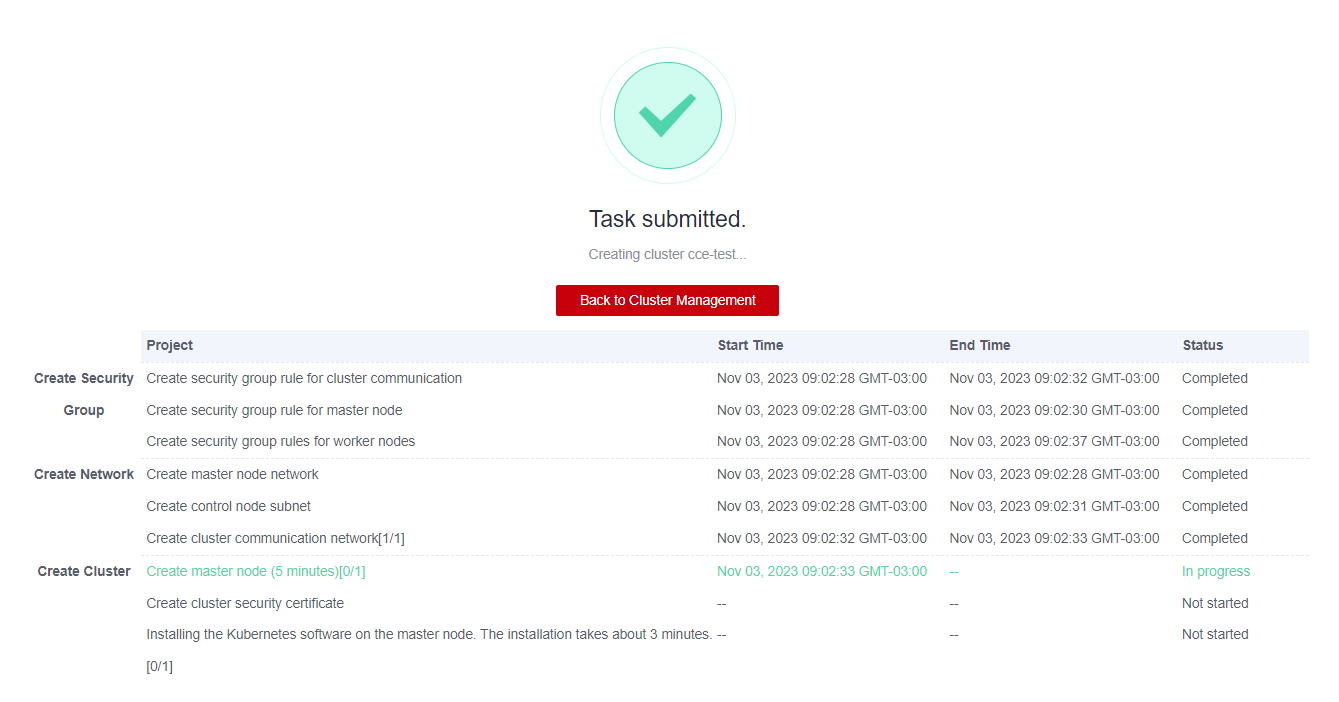 Task submitted.
Creating cluster cce-test...
Back to Cluster Management
Project Start Time End Time Status
Create Security Create security group rule for cluster communication Nov 03, 2023 09:02:28 GMT-03:00 Nov 03, 2023 09:02:32 GMT-03:00 Completed
Group Create security group rule for master node Nov 03, 2023 09:02:28 GMT-03:00 Nov 03, 2023 09:02:30 GMT-03:00 Completed
Create security group rules for worker nodes Nov 03, 2023 09:02:28 GMT-03:00 Nov 03, 2023 09:02:37 GMT-03:00 Completed
Create Network Create master node network Nov 03, 2023 09:02:28 GMT-03:00 Nov 03, 2023 09:02:28 GMT-03:00 Completed
Create control node subnet Nov 03, 2023 09:02:28 GMT-03:00 Nov 03, 2023 09:02:31 GMT-03:00 Completed
Create cluster communication network[1/1] Nov 03, 2023 09:02:32 GMT-03:00 Nov 03, 2023 09:02:33 GMT-03:00 Completed
Create Cluster Create master node (5 minutes)[0/1] Nov 03, 2023 09:02:33 GMT-03:00 -- In progress
Create cluster security certificate -- -- Not started
Installing the Kubernetes software on the master node. The installation takes about 3 minutes. -- -- Not started
[0/1]